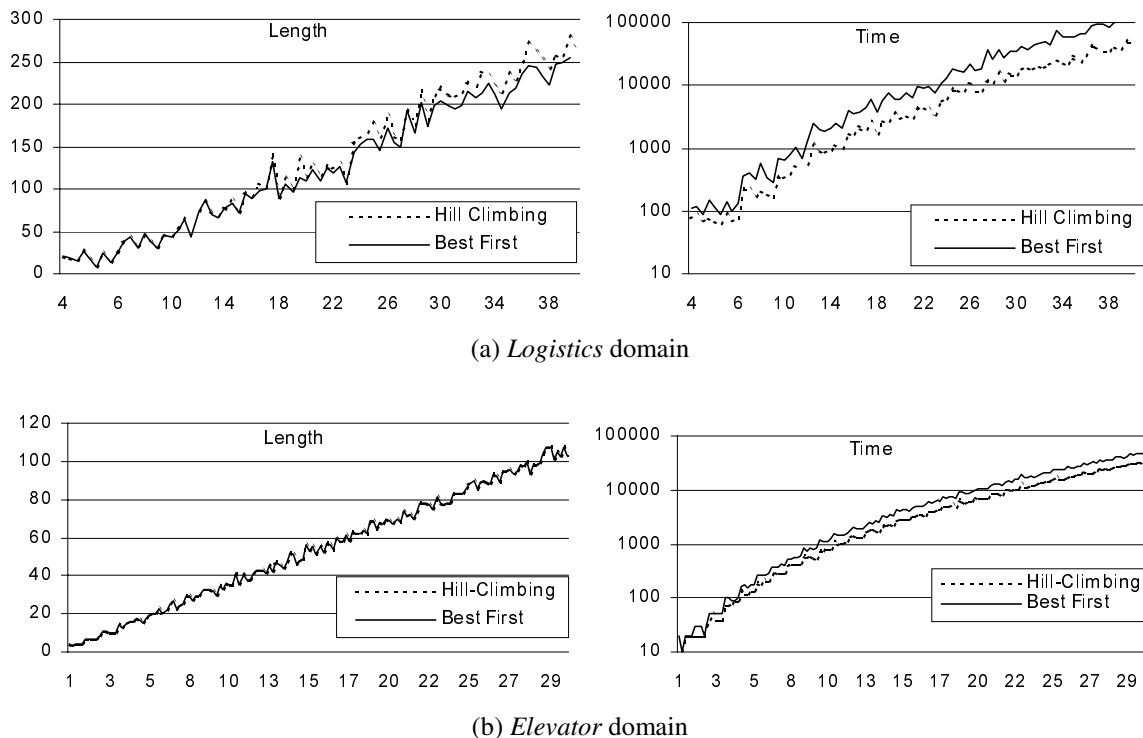 Length
300
250
200
150
100
50
0
Hill Climbing
Best First
4 6 10 14 18 20 22 26 30 34 38
Time
100000
10000
1000
100
10
Hill Climbing
Best First
4 6 10 14 18 22 26 30 34 38
(a) Logistics domain
Length
120
100
80
60
40
20
0
Hill-Climbing
Best First
1 3 5 8 10 13 15 17 20 22 24 27 29
Time
100000
10000
1000
100
10
Hill-Climbing
Best First
1 3 5 8 10 13 15 17 20 22 24 27 29
(b) Elevator domain